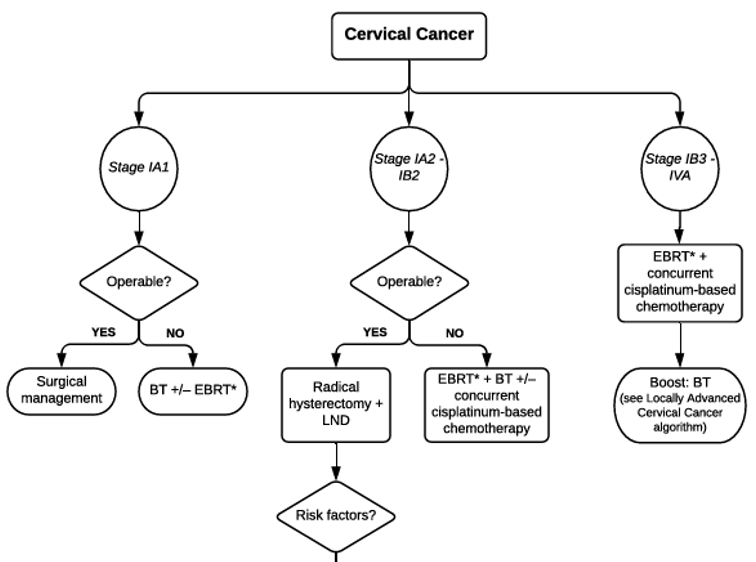 Cervical Cancer
Stage IA1
Stage IA2 -
IB2
Stage IB3 -
IVA
Operable?
Operable?
EBRT* +
concurrent
cisplatinum-based
chemotherapy
YES
NO
YES
NO
Surgical
management
BT +/– EBRT*
Radical
hysterectomy +
LND
EBRT* + BT +/–
concurrent
cisplatinum-based
chemotherapy
Boost: BT
(see Locally Advanced
Cervical Cancer
algorithm)
Risk factors?